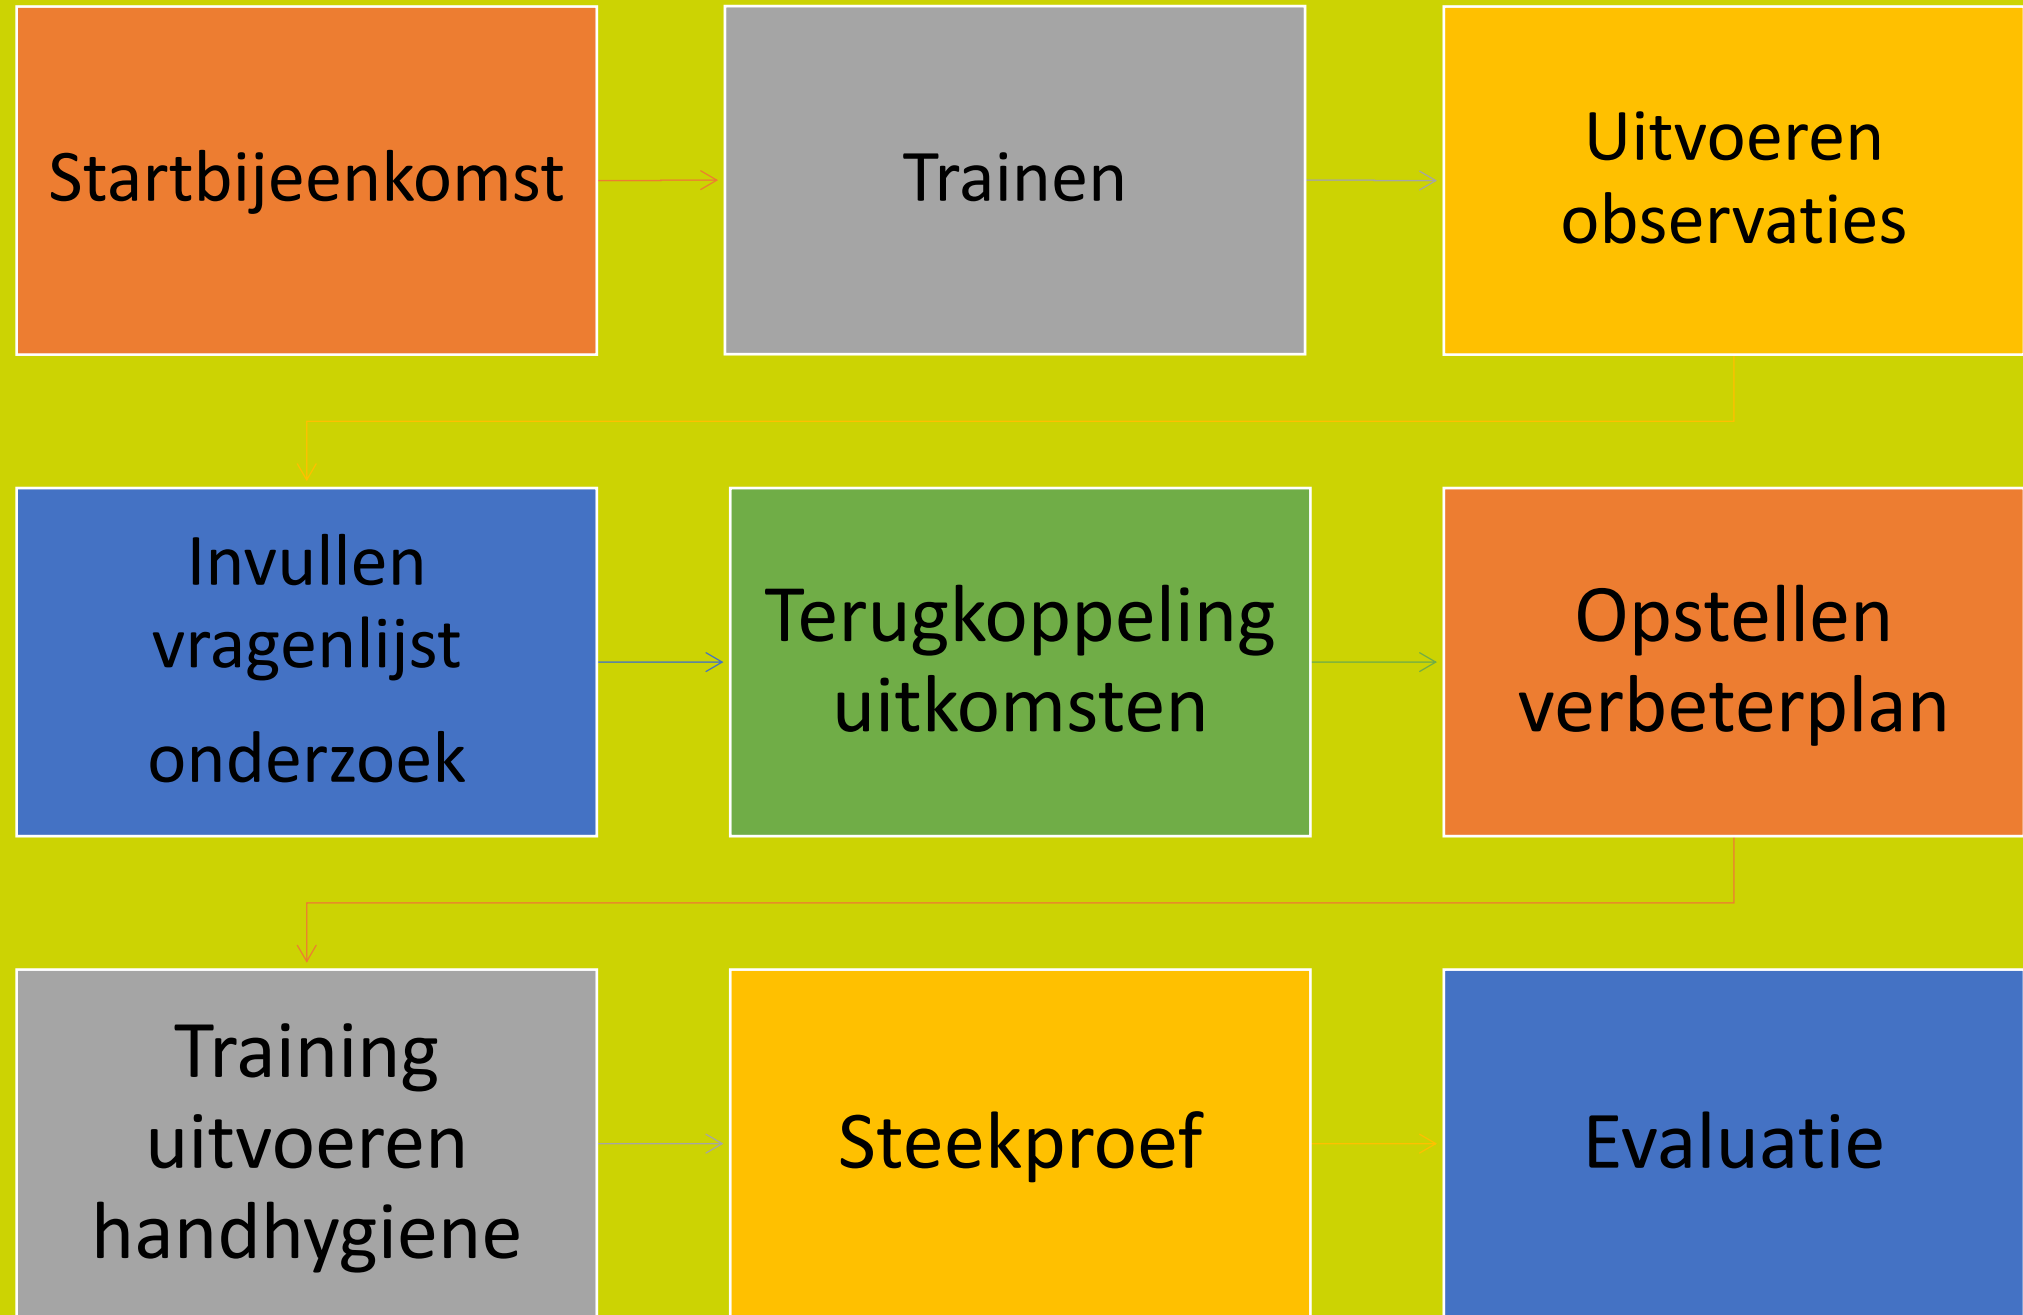 Startbijeenkomst
Trainen
Uitvoeren
observaties
Invullen
vragenlijst
onderzoek
Terugkoppeling
uitkomsten
Opstellen
verbeterplan
Training
uitvoeren
handhygiene
Steekproef
Evaluatie